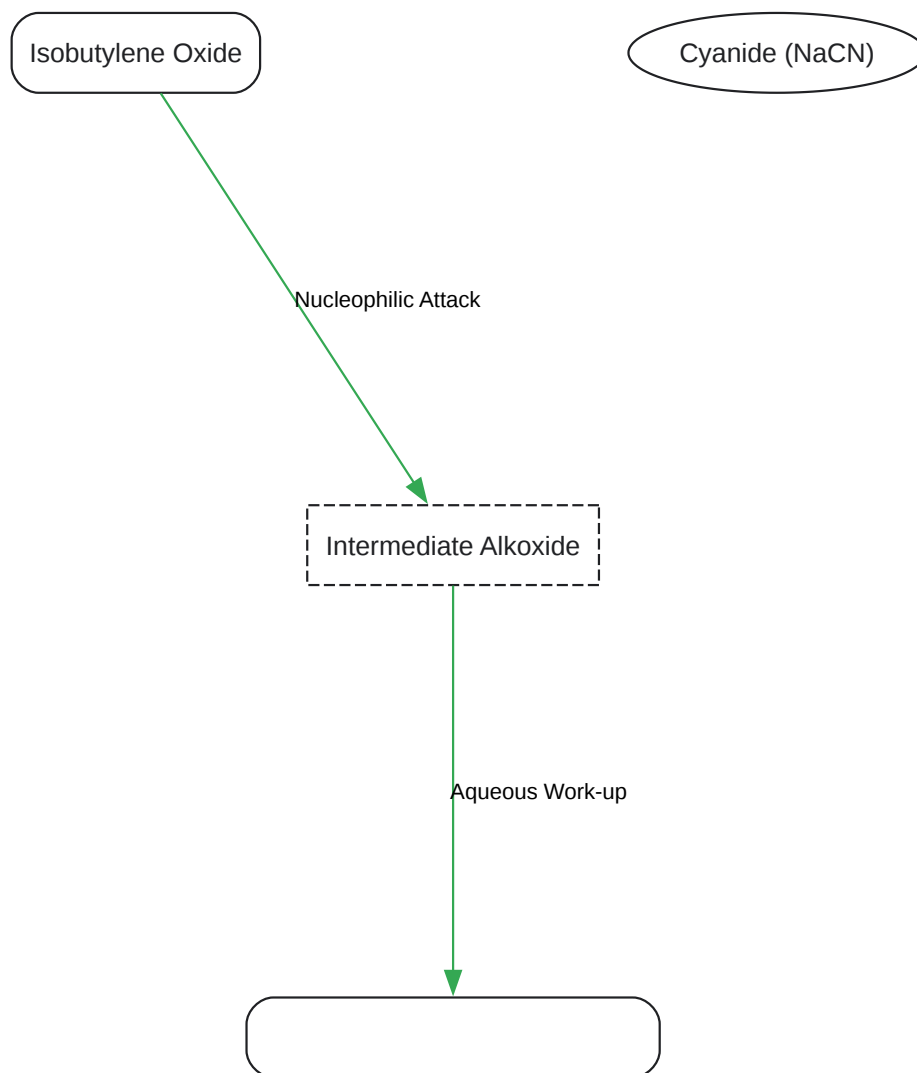 Isobutylene Oxide
Cyanide (NaCN)
Nucleophilic Attack
Intermediate Alkoxide
Aqueous Work-up